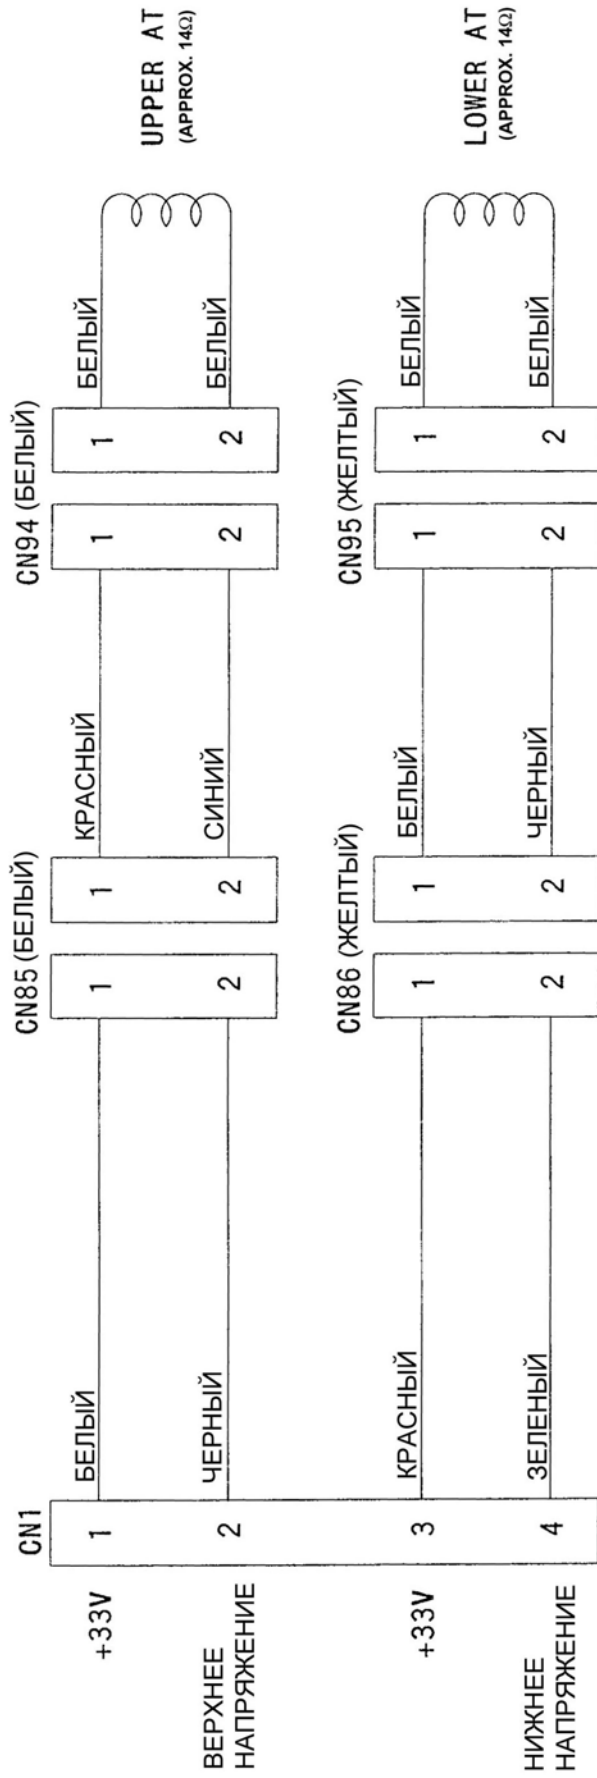 CN1
+33V
1
БЕЛЫЙ
ВЕРХНЕЕ
НАПРЯЖЕНИЕ
2
ЧЕРНЫЙ
+33V
3
КРАСНЫЙ
НИЖНЕЕ
НАПРЯЖЕНИЕ
4
ЗЕЛЕНЫЙ
CN85 (БЕЛЫЙ)
1
1
КРАСНЫЙ
2
2
СИНИЙ
CN94 (БЕЛЫЙ)
1
1
БЕЛЫЙ
2
2
БЕЛЫЙ
UPPER AT
(APPROX. 14Ω)
CN86 (ЖЕЛТЫЙ)
1
1
БЕЛЫЙ
2
2
ЧЕРНЫЙ
CN95 (ЖЕЛТЫЙ)
1
1
БЕЛЫЙ
2
2
БЕЛЫЙ
LOWER AT
(APPROX. 14Ω)